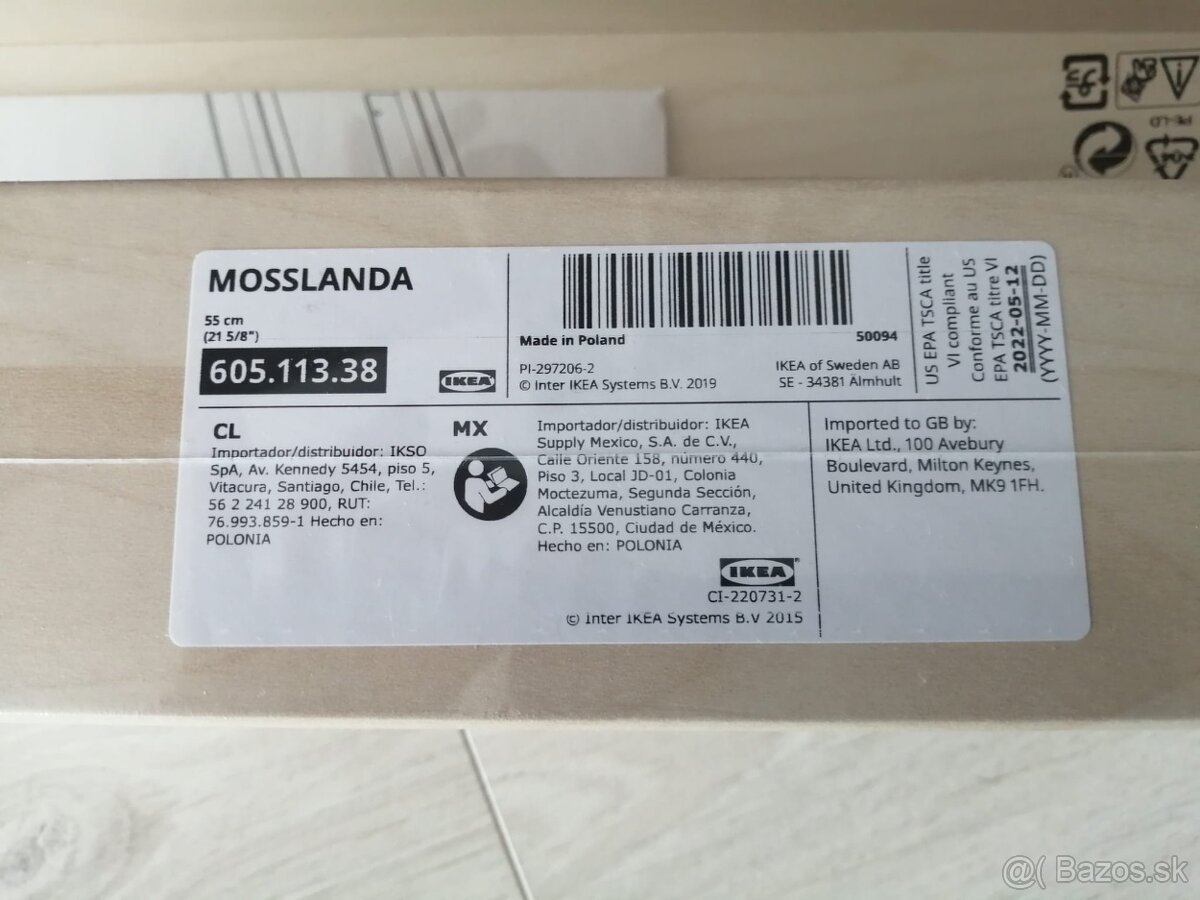 MOSSLANDA
55 cm
(21 5/8")
605.113.38
IKEA
Made in Poland
50094
PI-297206-2
© Inter IKEA Systems B.V. 2019
IKEA of Sweden AB
SE - 34381 Älmhult
US EPA TSCA title
VI compliant
Conforme au US
EPA TSCA titre VI
2022-05-12
(YYYY-MM-DD)
CL
Importador/distribuidor: IKSO
SpA, Av. Kennedy 5454, piso 5,
Vitacura, Santiago, Chile, Tel.:
56 2 241 28 900, RUT:
76.993.859-1 Hecho en:
POLONIA
MX
Importador/distribuidor: IKEA
Supply Mexico, S.A. de C.V.,
Calle Oriente 158, número 440,
Piso 3, Local JD-01, Colonia
Moctezuma, Segunda Sección,
Alcaldía Venustiano Carranza,
C.P. 15500, Ciudad de México.
Hecho en: POLONIA
IKEA
CI-220731-2
© Inter IKEA Systems B.V 2015
Imported to GB by:
IKEA Ltd., 100 Avebury
Boulevard, Milton Keynes,
United Kingdom, MK9 1FH.
PE-LD
@( Bazos.sk